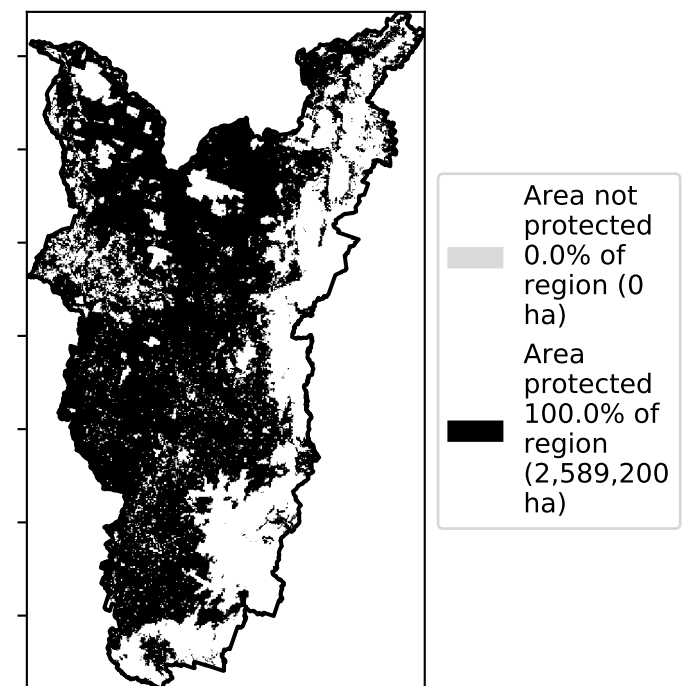 Area not
protected
0.0% of
region (0
ha)
Area
protected
100.0% of
region
(2,589,200
ha)